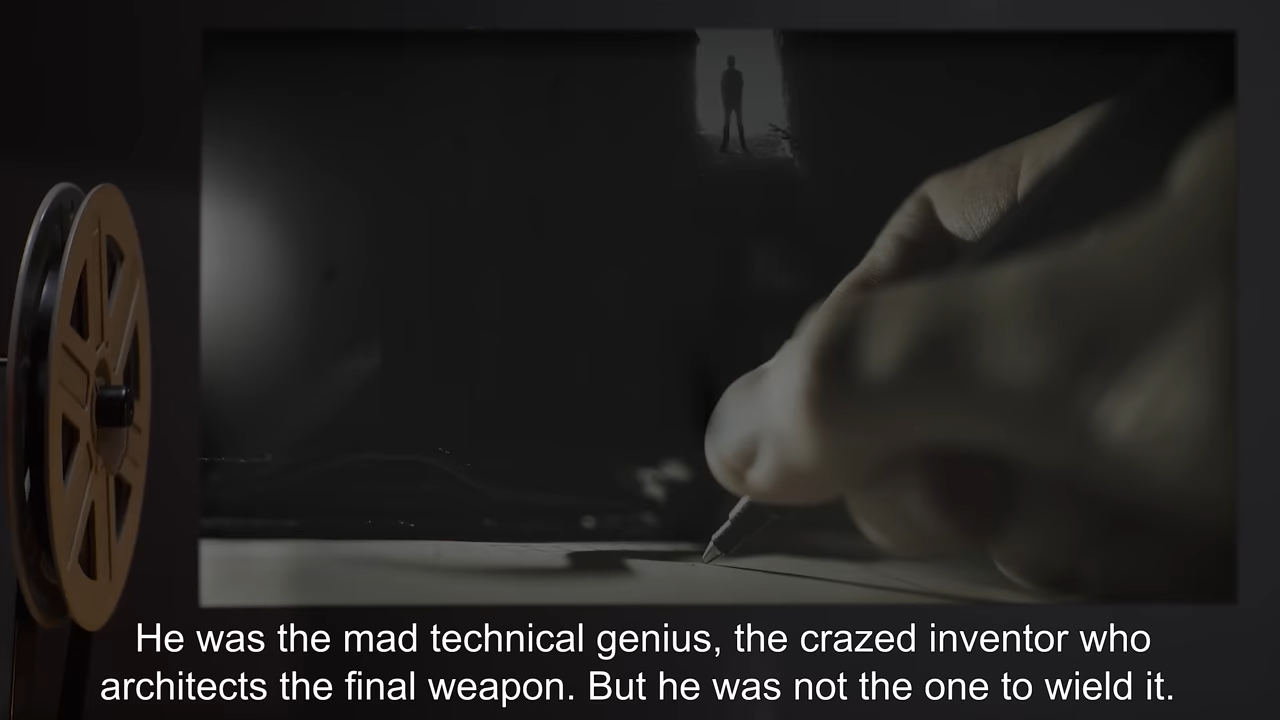 He was the mad technical genius, the crazed inventor who
architects the final weapon. But he was not the one to wield it.